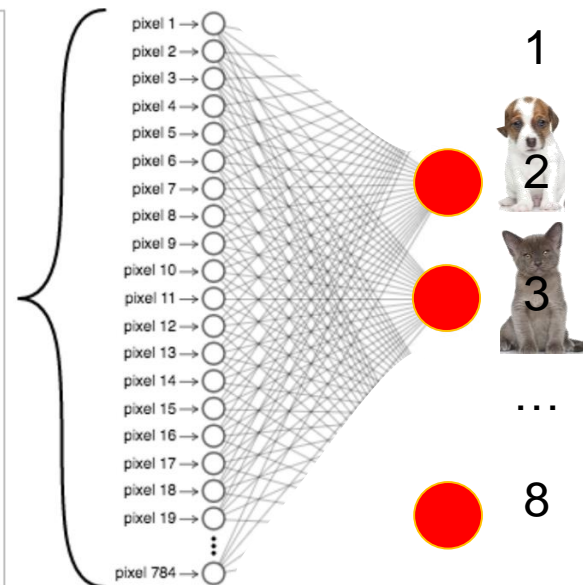 pixel 1
pixel 2
pixel 3
pixel 4
pixel 5
pixel 6
pixel 7
pixel 8
pixel 9
pixel 10
pixel 11
pixel 12
pixel 13
pixel 14
pixel 15
pixel 16
pixel 17
pixel 18
pixel 19
pixel 784
1
2
3
...
8